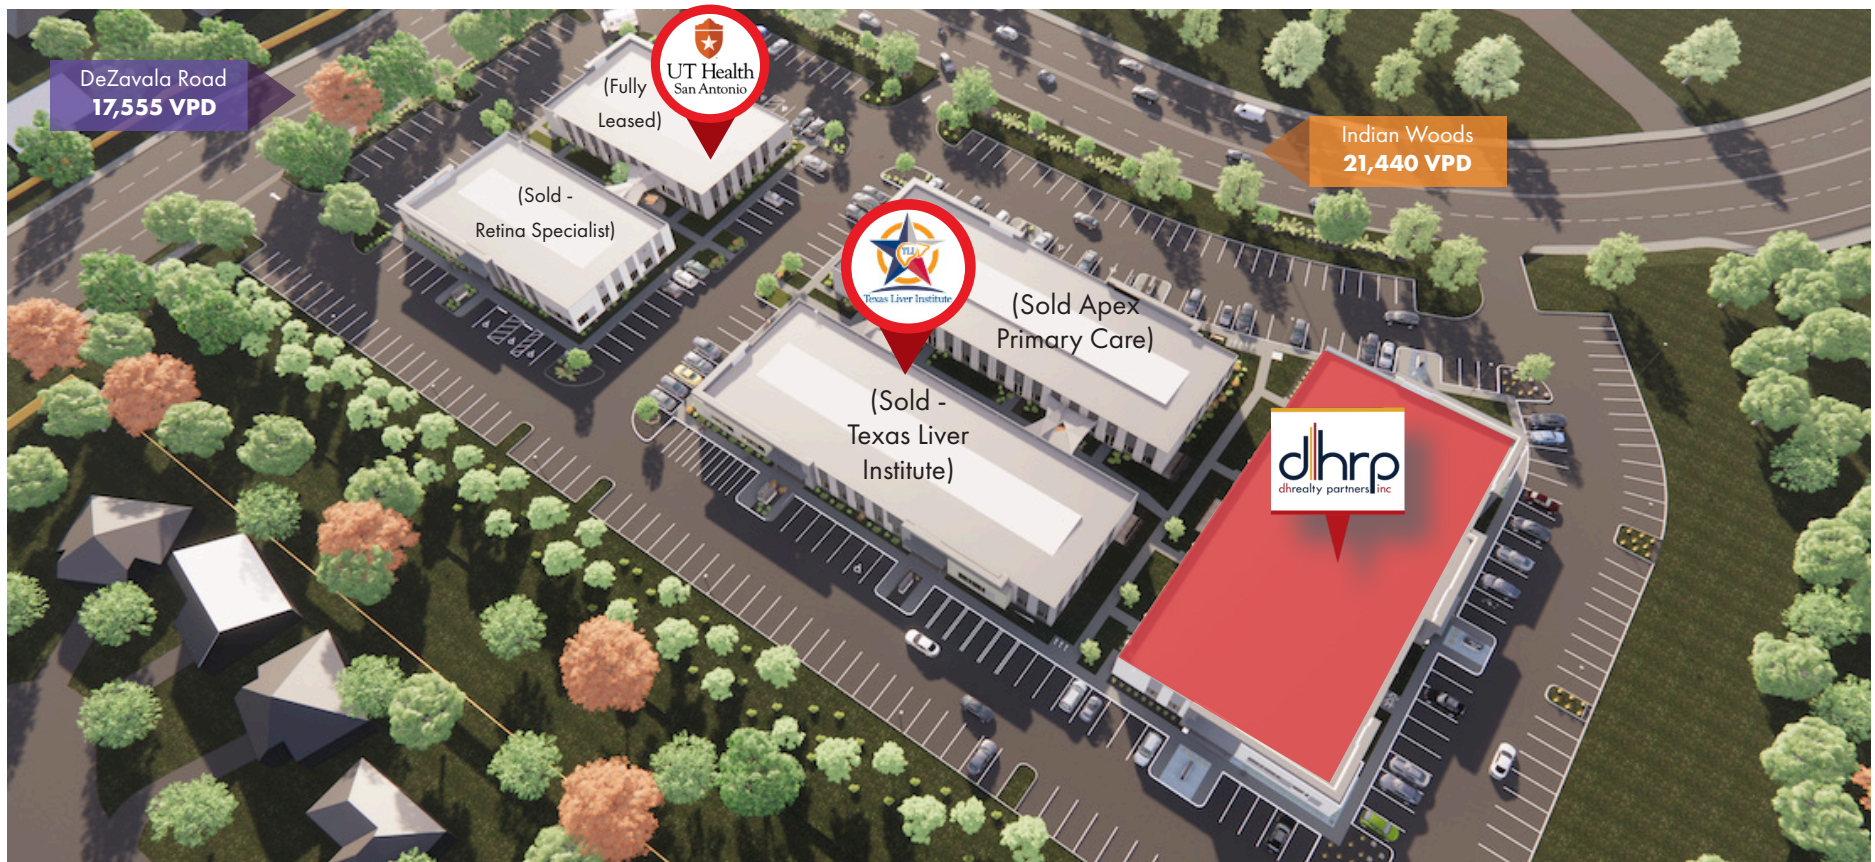 DeZavala Road
17,555 VPD
(Fully
Leased)
UT Health
San Antonio
Indian Woods
21,440 VPD
(Sold -
Retina Specialist)
TLI
Texas Liver Institute
(Sold Apex
Primary Care)
(Sold -
Texas Liver
Institute)
dhrp
dhrealty partners inc